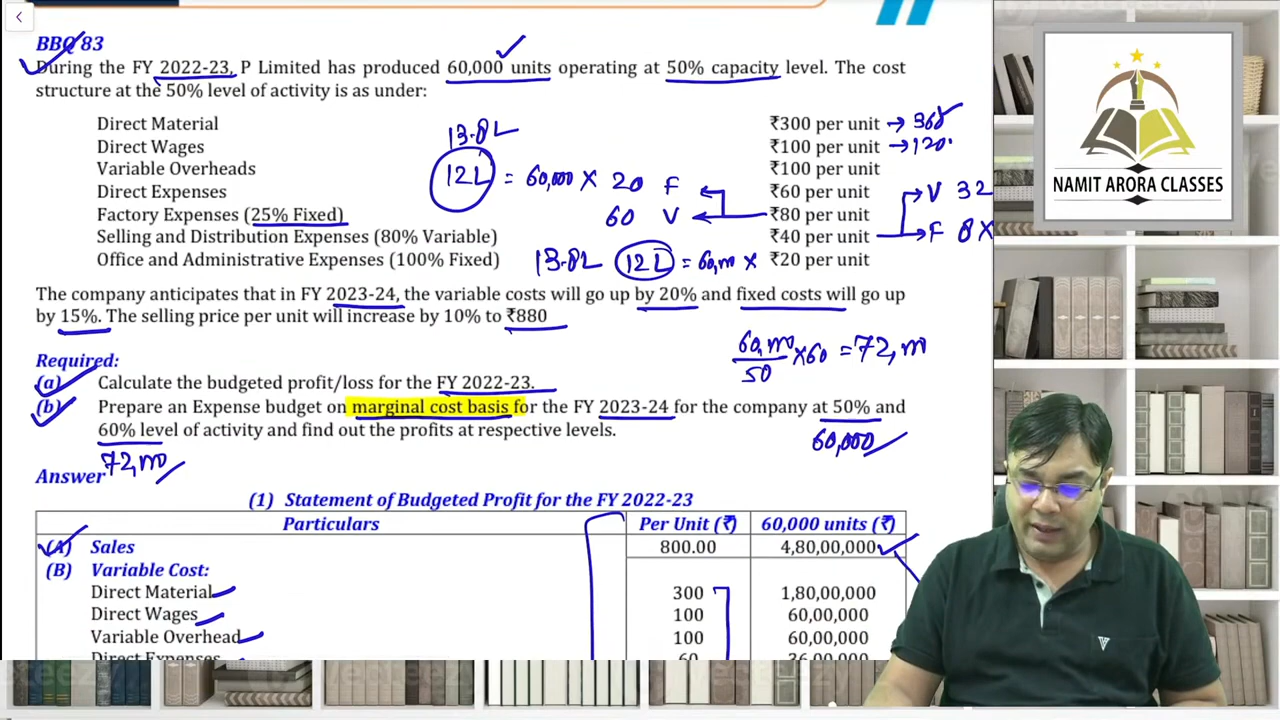 BBQ 83
During the FY 2022-23, P Limited has produced 60,000 units operating at 50% capacity level. The cost
structure at the 50% level of activity is as under:
Direct Material ₹300 per unit → 360
Direct Wages ₹100 per unit → 120
Variable Overheads ₹100 per unit
Direct Expenses ₹60 per unit
Factory Expenses (25% Fixed) ₹80 per unit
Selling and Distribution Expenses (80% Variable) ₹40 per unit
Office and Administrative Expenses (100% Fixed) ₹20 per unit
13.8L
12L = 60,000 × 20 F
60 V
V 32
F 8×
13.8L 12L = 60,m ×
The company anticipates that in FY 2023-24, the variable costs will go up by 20% and fixed costs will go up
by 15%. The selling price per unit will increase by 10% to ₹880
60,m/50 × 60 = 72,m
Required:
(a) Calculate the budgeted profit/loss for the FY 2022-23.
(b) Prepare an Expense budget on marginal cost basis for the FY 2023-24 for the company at 50% and
60% level of activity and find out the profits at respective levels.
60,000
72,m
Answer
(1) Statement of Budgeted Profit for the FY 2022-23
Particulars Per Unit (₹) 60,000 units (₹)
(A) Sales 800.00 4,80,00,000
(B) Variable Cost:
Direct Material 300 1,80,00,000
Direct Wages 100 60,00,000
Variable Overhead 100 60,00,000
Direct Expenses 60 36,00,000
NAMIT ARORA CLASSES